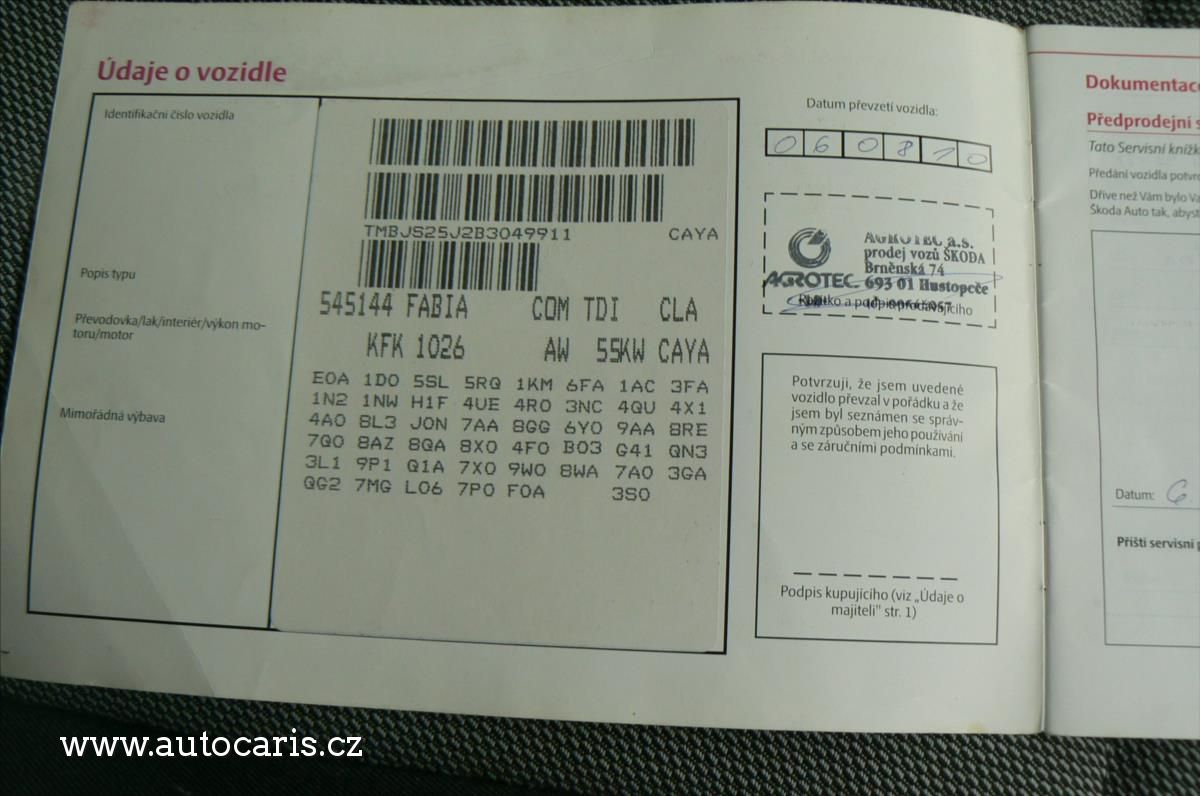 Údaje o vozidle
Identifikační číslo vozidla
TMBJS25J2B3049911 CAYA
Popis typu
545144 FABIA COM TDI CLA
Převodovka/lak/interiér/výkon mo-
toru/motor
KFK 1026 AW 55KW CAYA
Mimořádná výbava
E0A 1D0 5SL 5RQ 1KM 6FA 1AC 3FA
1N2 1NW H1F 4UE 4R0 3NC 4QU 4X1
4A0 8L3 J0N 7AA 8GG 6Y0 9AA 8RE
7Q0 8AZ 8QA 8X0 4F0 B03 G41 QN3
3L1 9P1 Q1A 7X0 9W0 8WA 7A0 3GA
QG2 7MG L06 7P0 F0A 3S0
Datum převzetí vozidla:
060810
AGROTEC a.s.
prodej vozů ŠKODA
Brněnská 74
AGROTEC 693 01 Hustopeče
Razítko a podpis prodávajícího
Potvrzuji, že jsem uvedené
vozidlo převzal v pořádku a že
jsem byl seznámen se správ-
ným způsobem jeho používání
a se záručními podmínkami.
Podpis kupujícího (viz „Údaje o
majiteli" str. 1)
Dokumentace
Předprodejní s
Tato Servisní knížk
Předání vozidla potvr
Dříve než Vám bylo Va
Škoda Auto tak, abyst
Datum: 6.
Příští servisní p
www.autocaris.cz